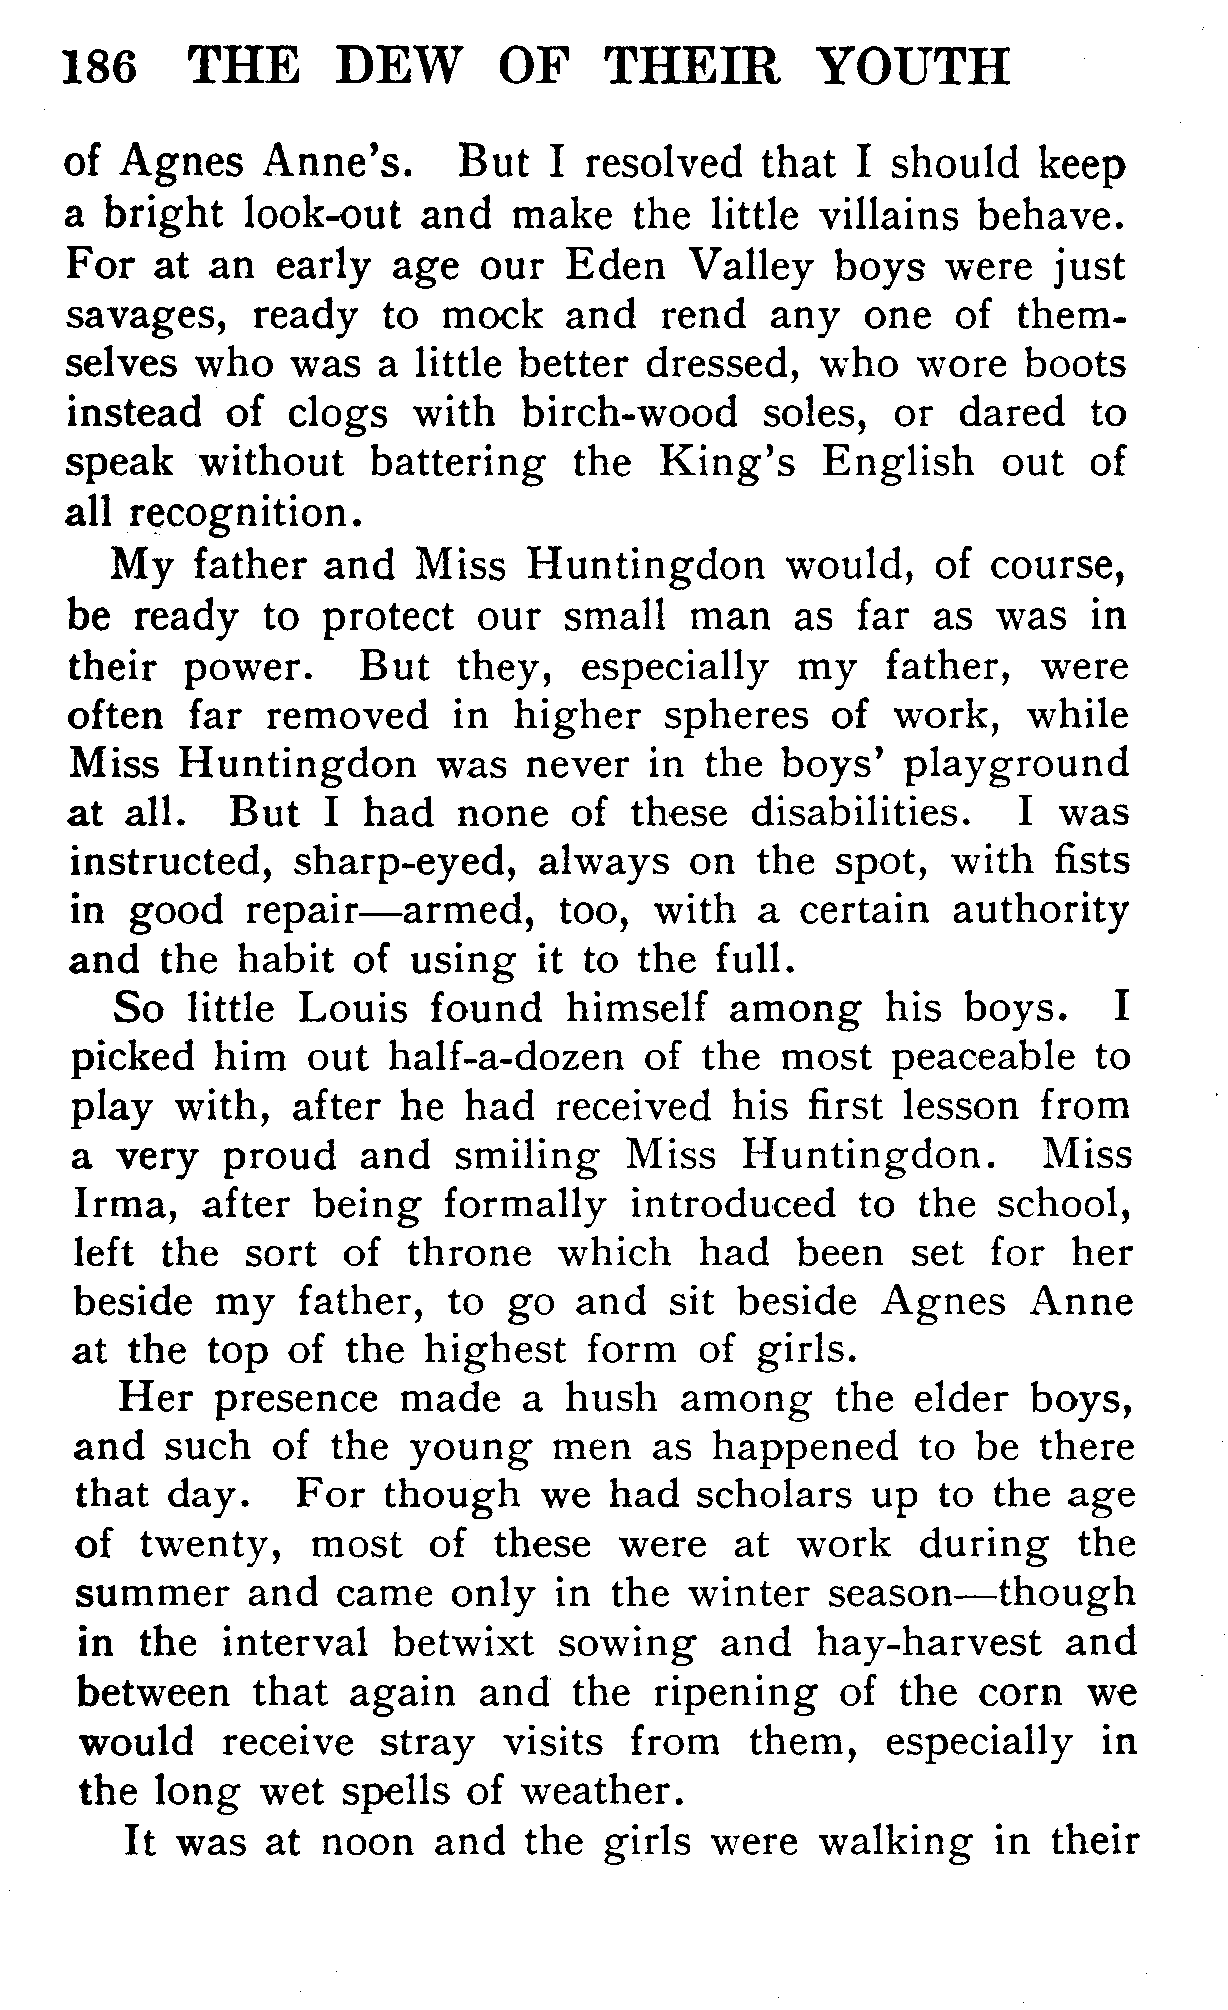 186 THE DEW OF THEIR YOUTH
of Agnes Anne's. But I resolved that I should keep
a bright look-out and make the little villains behave.
For at an early age our Eden Valley boys were just
savages, ready to mock and rend any one of them-
selves who was a little better dressed, who wore boots
instead of clogs with birch-wood soles, or dared to
speak without battering the King's English out of
all recognition.
My father and Miss Huntingdon would, of course,
be ready to protect our small man as far as was in
their power. But they, especially my father, were
often far removed in higher spheres of work, while
Miss Huntingdon was never in the boys' playground
at all. But I had none of these disabilities. I was
instructed, sharp-eyed, always on the spot, with fists
in good repair—armed, too, with a certain authority
and the habit of using it to the full.
So little Louis found himself among his boys. I
picked him out half-a-dozen of the most peaceable to
play with, after he had received his first lesson from
a very proud and smiling Miss Huntingdon. Miss
Irma, after being formally introduced to the school,
left the sort of throne which had been set for her
beside my father, to go and sit beside Agnes Anne
at the top of the highest form of girls.
Her presence made a hush among the elder boys,
and such of the young men as happened to be there
that day. For though we had scholars up to the age
of twenty, most of these were at work during the
summer and came only in the winter season—though
in the interval betwixt sowing and hay-harvest and
between that again and the ripening of the corn we
would receive stray visits from them, especially in
the long wet spells of weather.
It was at noon and the girls were walking in their